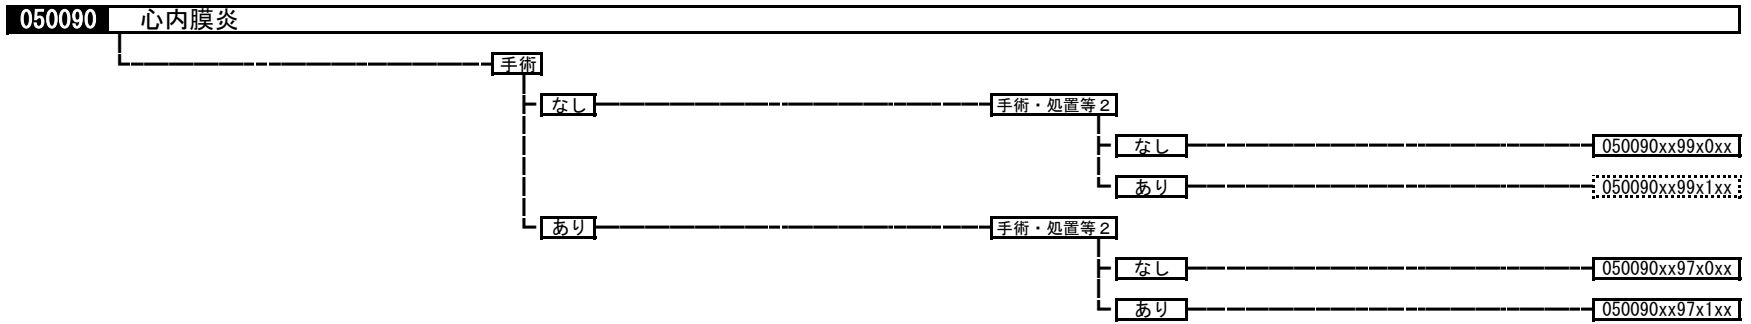 050090 心内膜炎
手術
なし 手術・処置等２
なし 050090xx99x0xx
あり 050090xx99x1xx
あり 手術・処置等２
なし 050090xx97x0xx
あり 050090xx97x1xx